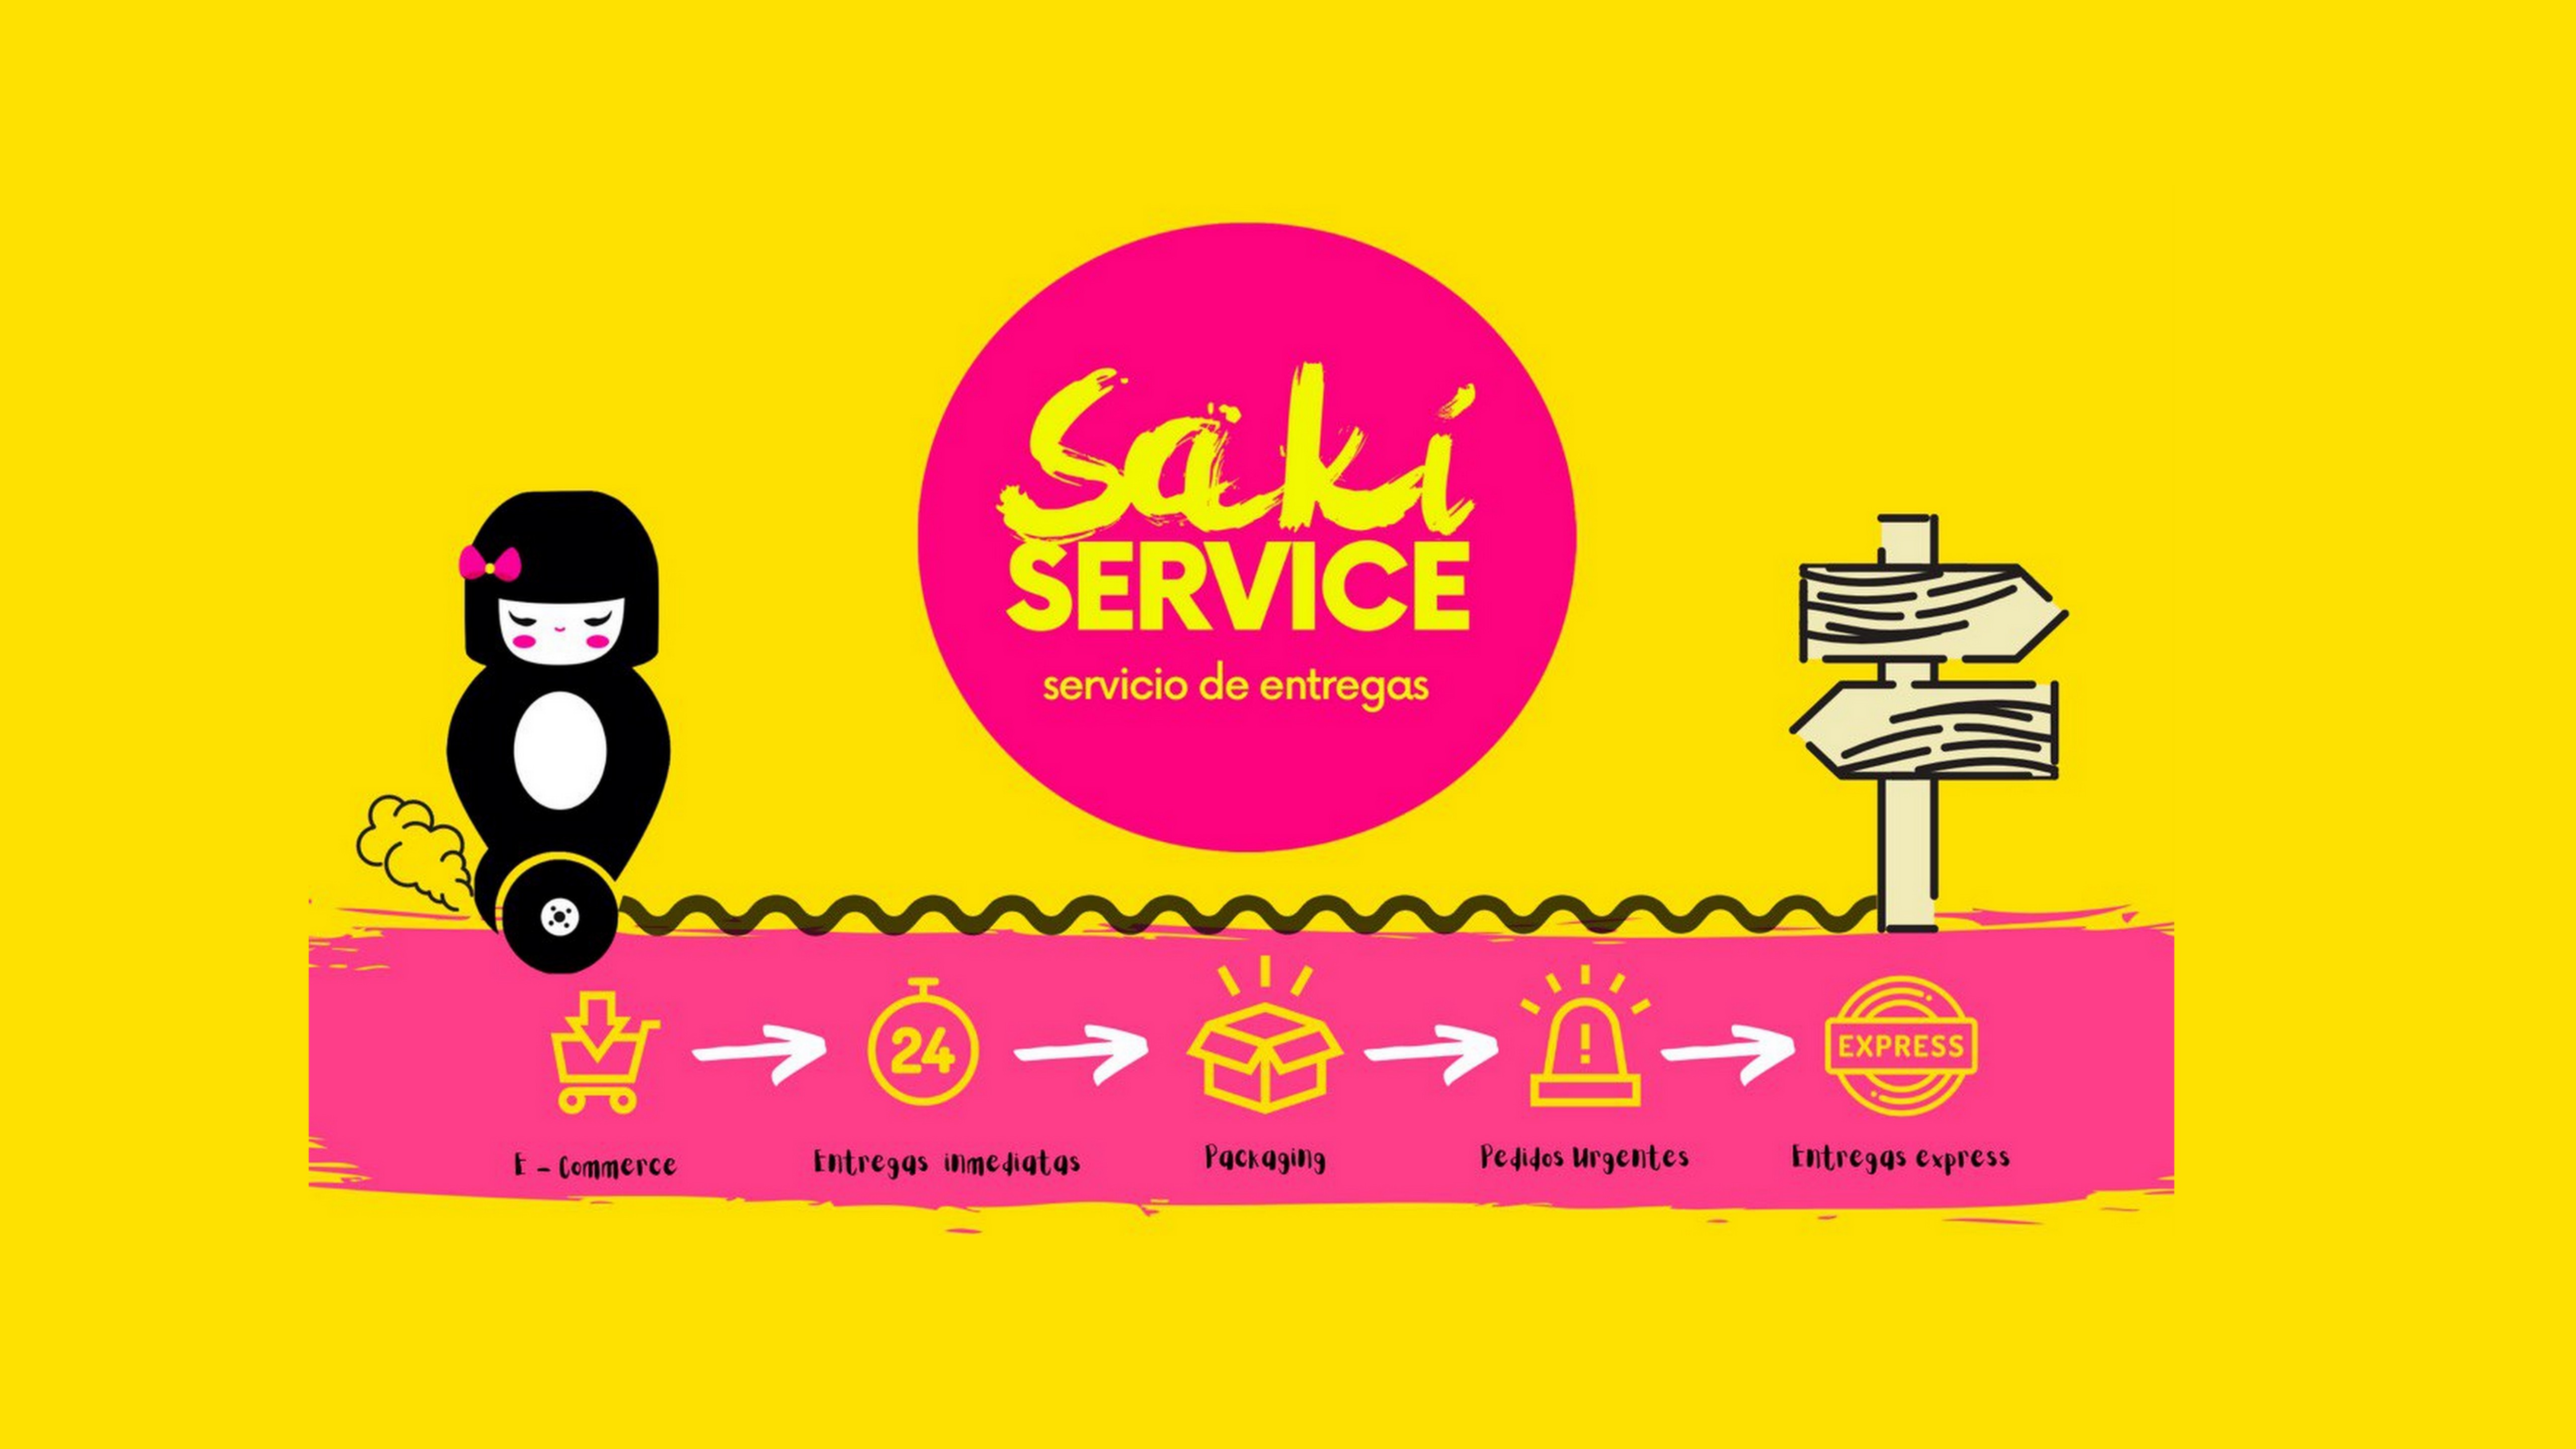 Saki
SERVICE
servicio de entregas
24
EXPRESS
E - Commerce
Entregas inmediatas
Packaging
Pedidos Urgentes
Entregas express